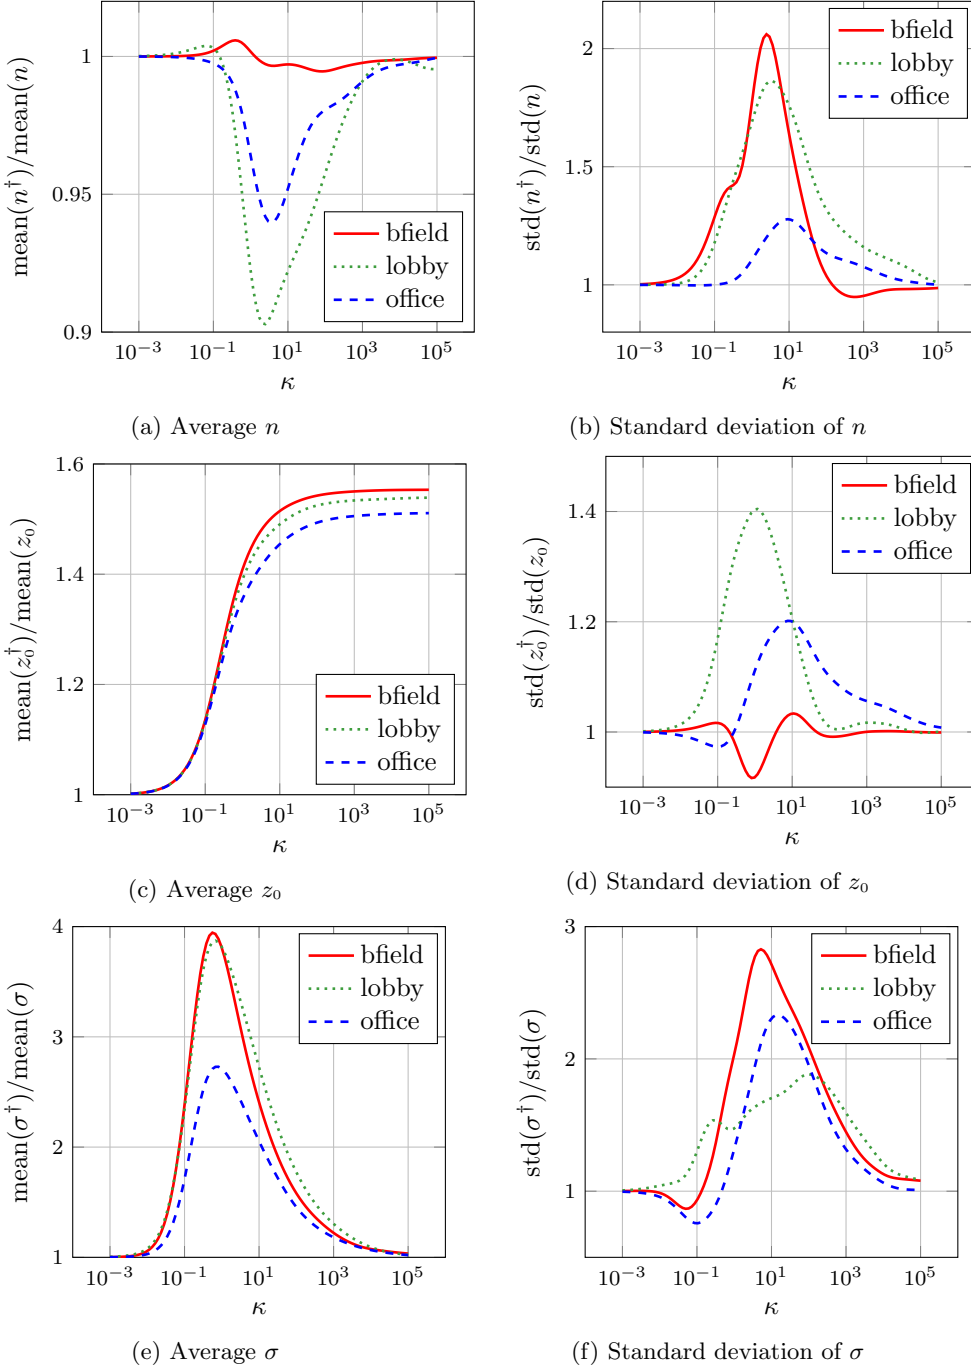 1
0.95
0.9
10⁻³ 10⁻¹ 10¹ 10³ 10⁵
κ
mean(n†)/mean(n)
bfield
lobby
office
(a) Average n
2
1.5
1
10⁻³ 10⁻¹ 10¹ 10³ 10⁵
κ
std(n†)/std(n)
bfield
lobby
office
(b) Standard deviation of n
1.6
1.4
1.2
1
10⁻³ 10⁻¹ 10¹ 10³ 10⁵
κ
mean(z₀†)/mean(z₀)
bfield
lobby
office
(c) Average z₀
1.4
1.2
1
10⁻³ 10⁻¹ 10¹ 10³ 10⁵
κ
std(z₀†)/std(z₀)
bfield
lobby
office
(d) Standard deviation of z₀
4
3
2
1
10⁻³ 10⁻¹ 10¹ 10³ 10⁵
κ
mean(σ†)/mean(σ)
bfield
lobby
office
(e) Average σ
3
2
1
10⁻³ 10⁻¹ 10¹ 10³ 10⁵
κ
std(σ†)/std(σ)
bfield
lobby
office
(f) Standard deviation of σ